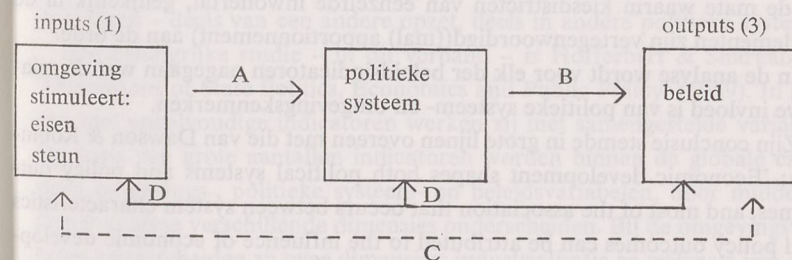 inputs (1)
outputs (3)
omgeving
stimuleert:
eisen
steun
A
politieke
systeem
B
beleid
D
D
C